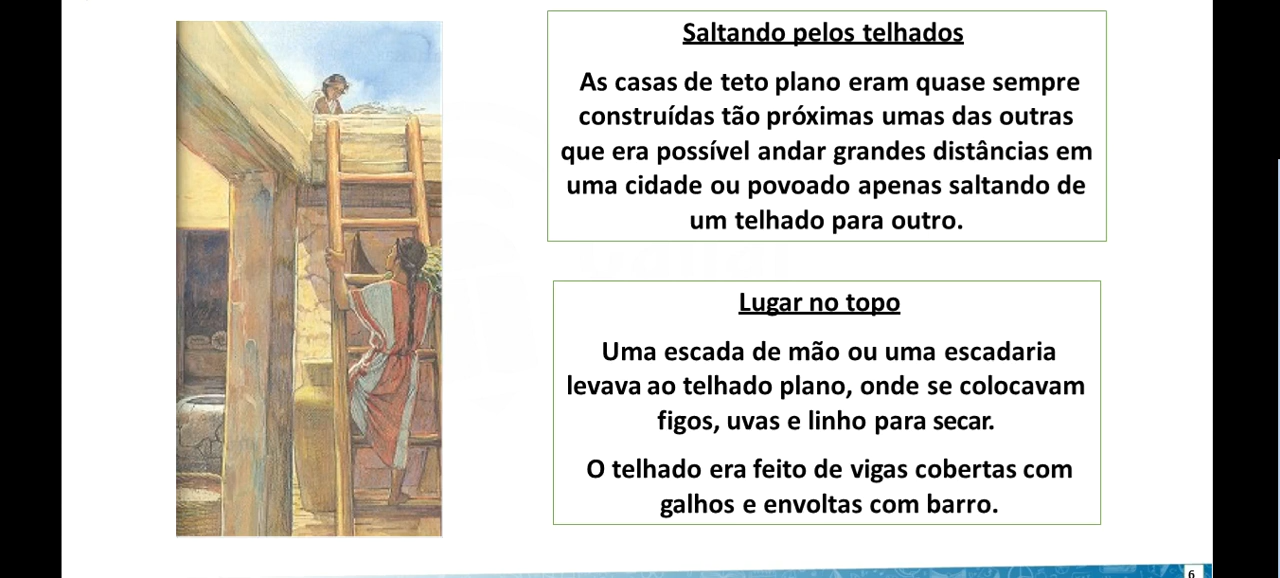 Saltando pelos telhados
As casas de teto plano eram quase sempre
construídas tão próximas umas das outras
que era possível andar grandes distâncias em
uma cidade ou povoado apenas saltando de
um telhado para outro.
Lugar no topo
Uma escada de mão ou uma escadaria
levava ao telhado plano, onde se colocavam
figos, uvas e linho para secar.
O telhado era feito de vigas cobertas com
galhos e envoltas com barro.
6